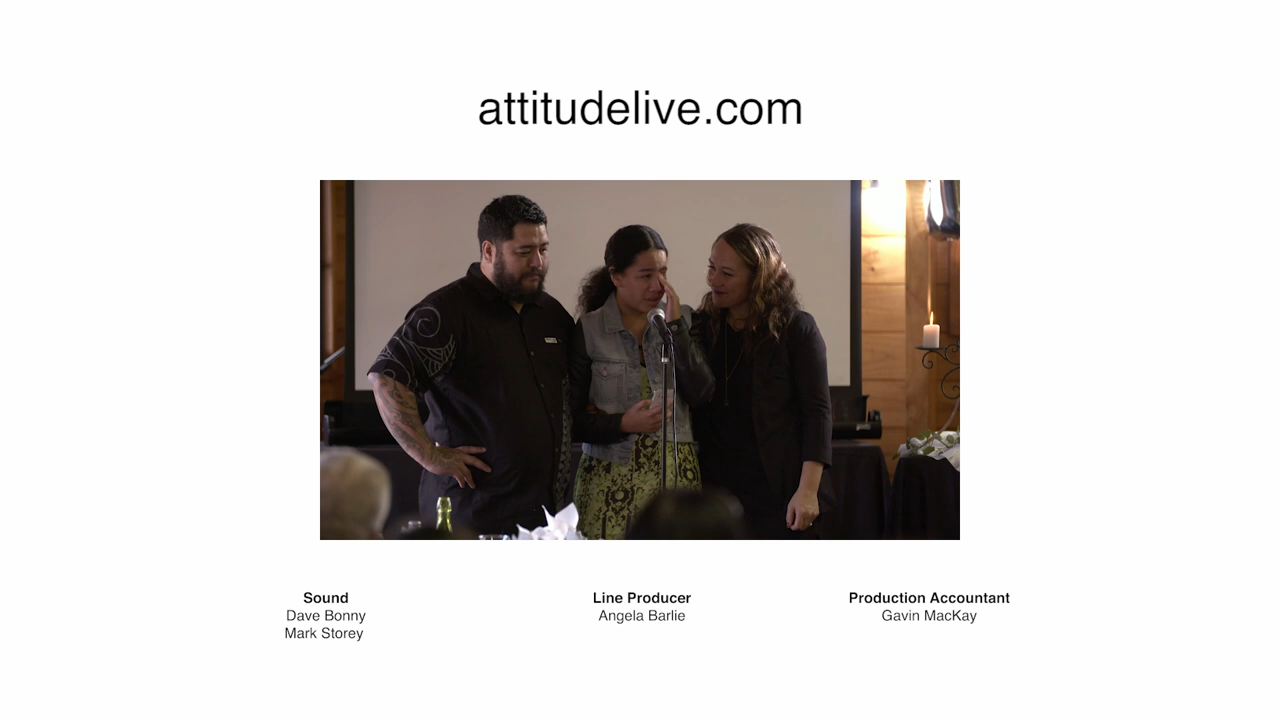 attitudelive.com
Sound
Dave Bonny
Mark Storey
Line Producer
Angela Barlie
Production Accountant
Gavin MacKay